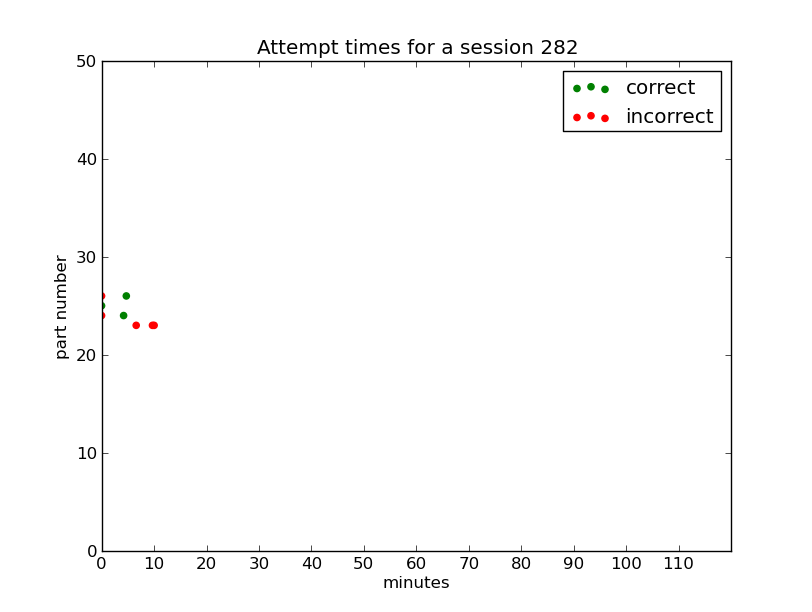 Attempt times for a session 282
correct
incorrect
50
40
30
20
10
0
part number
0 10 20 30 40 50 60 70 80 90 100 110
minutes